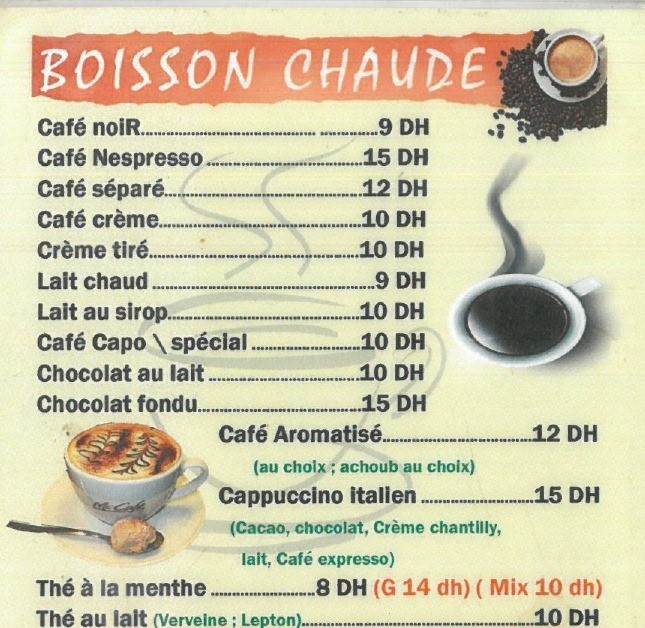 BOISSON CHAUDE
Café noiR........................................ 9 DH
Café Nespresso ........................... 15 DH
Café séparé................................... 12 DH
Café crème.................................... 10 DH
Crème tiré...................................... 10 DH
Lait chaud ...................................... 9 DH
Lait au sirop................................... 10 DH
Café Capo \ spécial ................... 10 DH
Chocolat au lait ........................... 10 DH
Chocolat fondu............................. 15 DH
Café Aromatisé.......................... 12 DH
(au choix ; achoub au choix)
Cappuccino italien .................... 15 DH
(Cacao, chocolat, Crème chantilly,
lait, Café expresso)
Thé à la menthe .................. 8 DH (G 14 dh) ( Mix 10 dh)
Thé au lait (Verveine ; Lepton)........................................ 10 DH